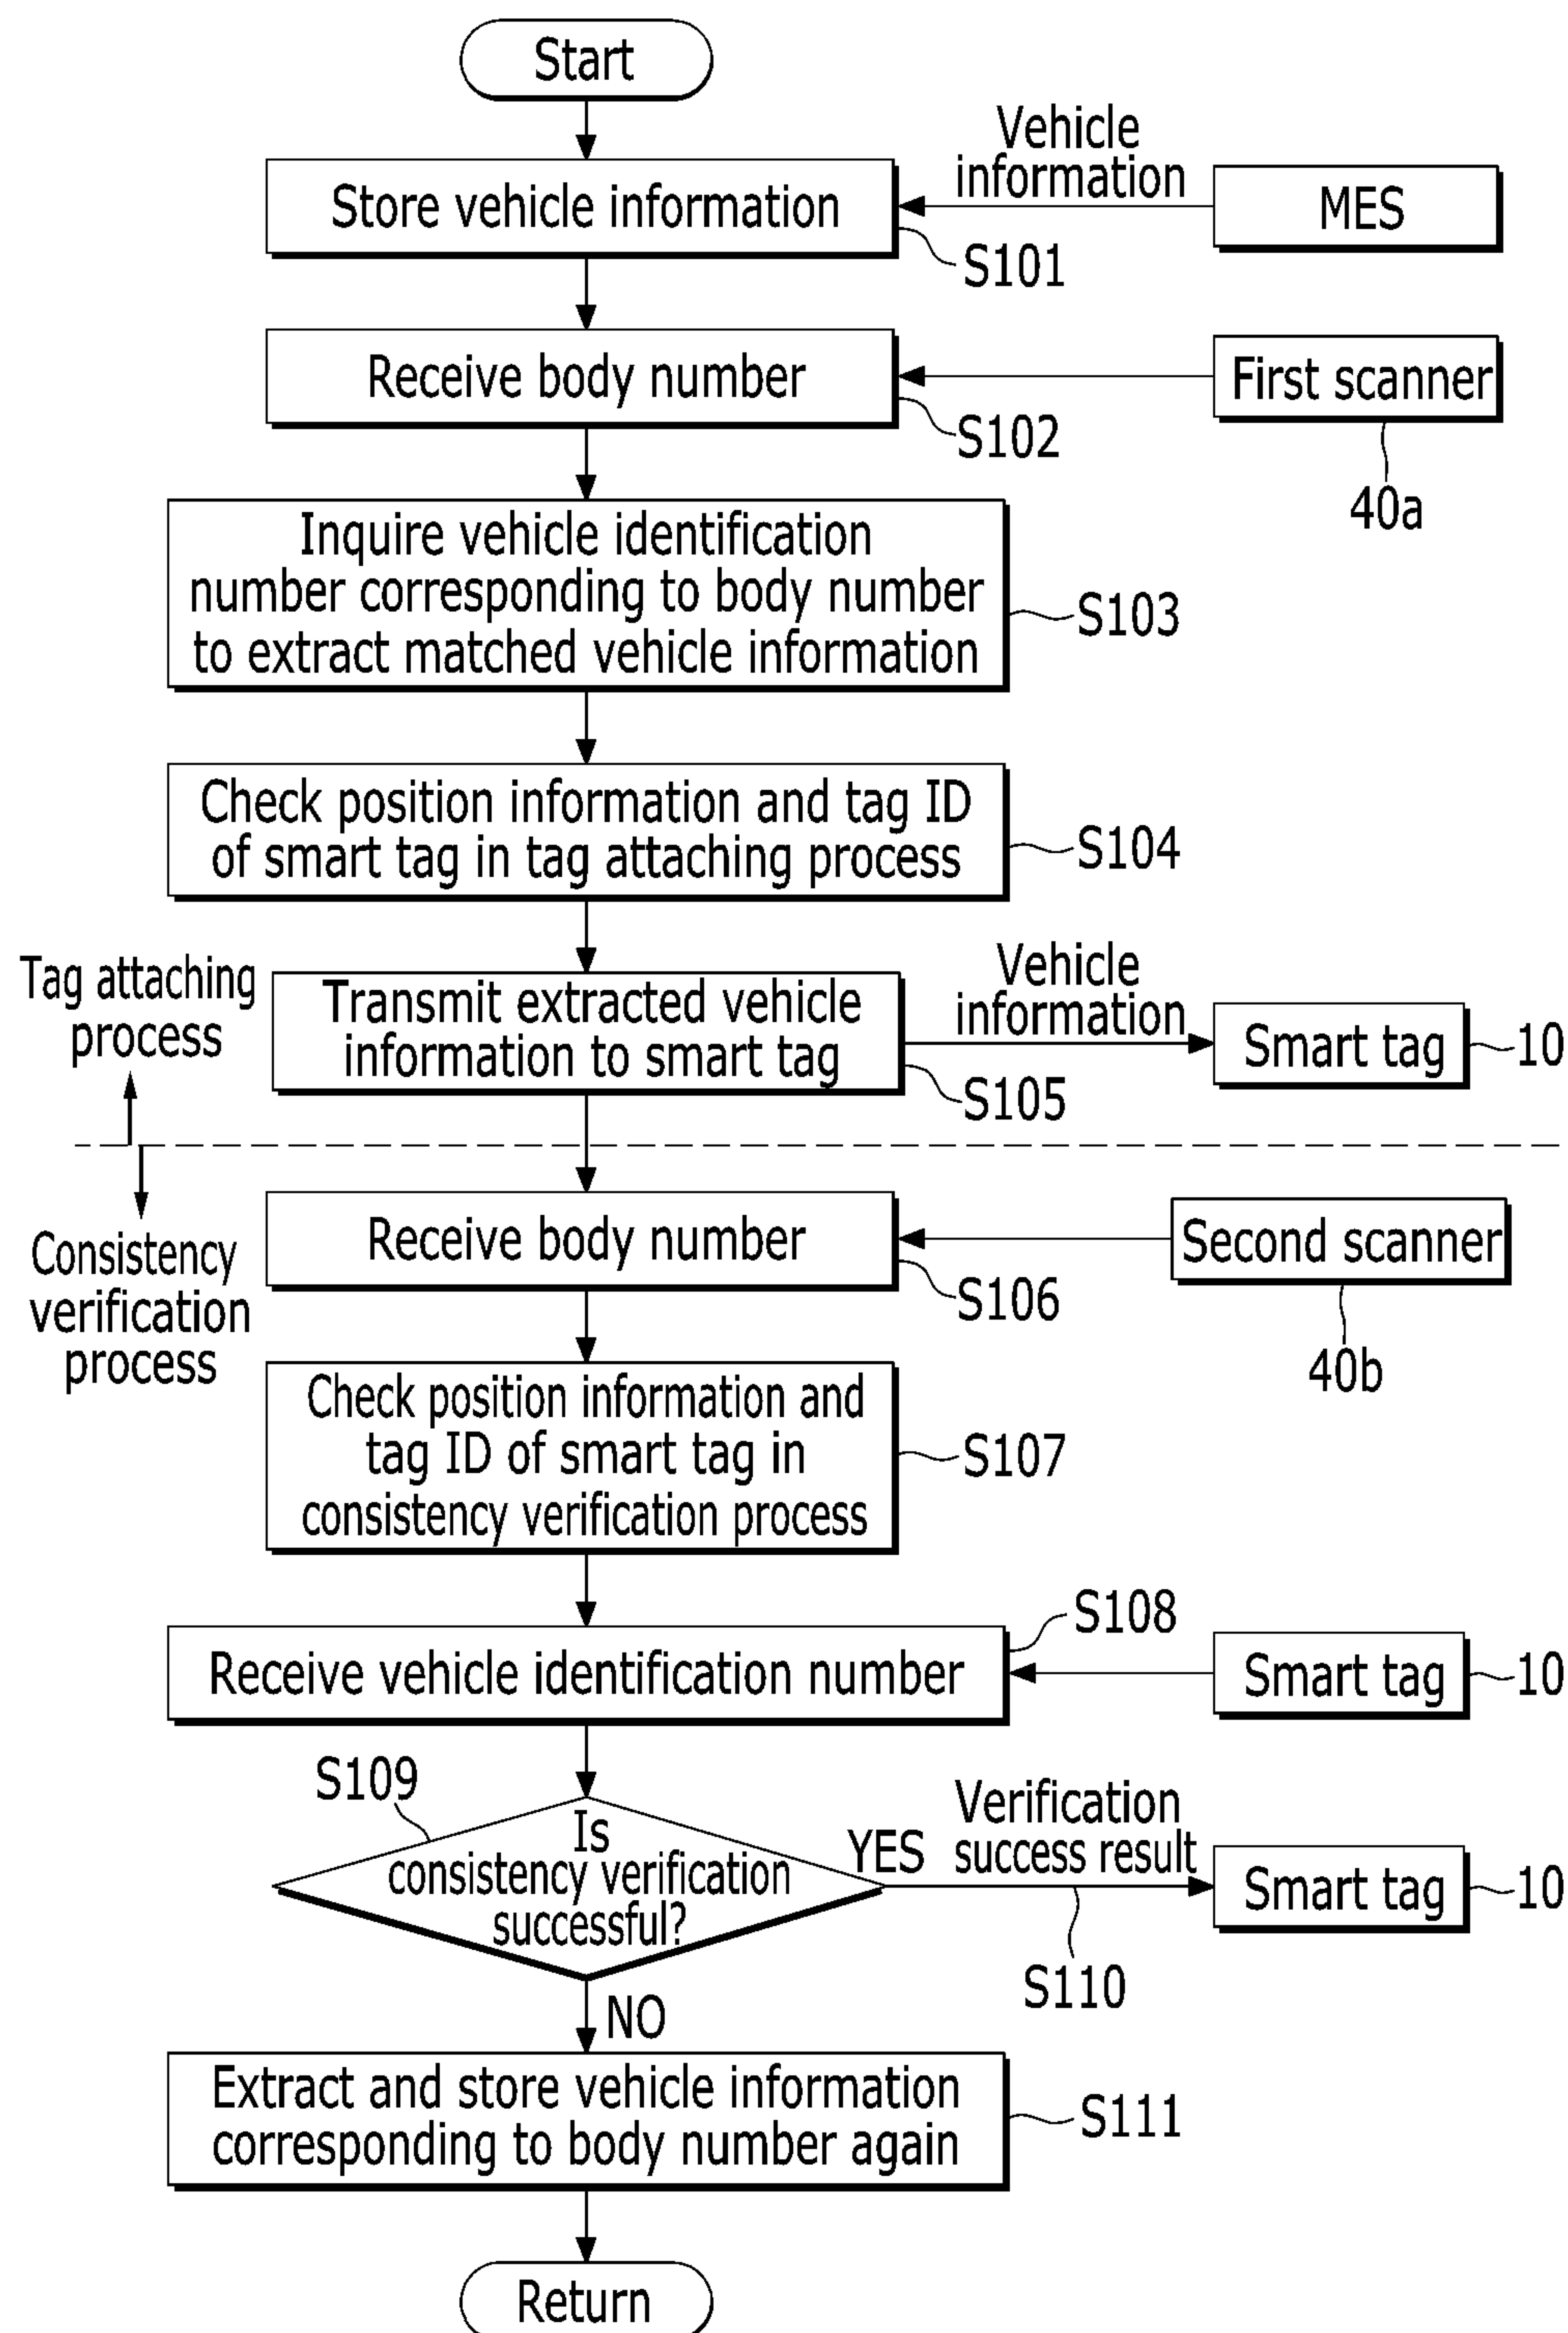 Start
Vehicle
information
Store vehicle information
MES
S101
Receive body number
First scanner
S102
40a
Inquire vehicle identification
number corresponding to body number
to extract matched vehicle information
S103
Check position information and tag ID
of smart tag in tag attaching process
S104
Tag attaching
process
Transmit extracted vehicle
information to smart tag
Vehicle
information
Smart tag
10
S105
Consistency
verification
process
Receive body number
Second scanner
S106
40b
Check position information and
tag ID of smart tag in
consistency verification process
S107
S108
Receive vehicle identification number
Smart tag
10
S109
Is
consistency verification
successful?
YES
Verification
success result
Smart tag
10
S110
NO
Extract and store vehicle information
corresponding to body number again
S111
Return